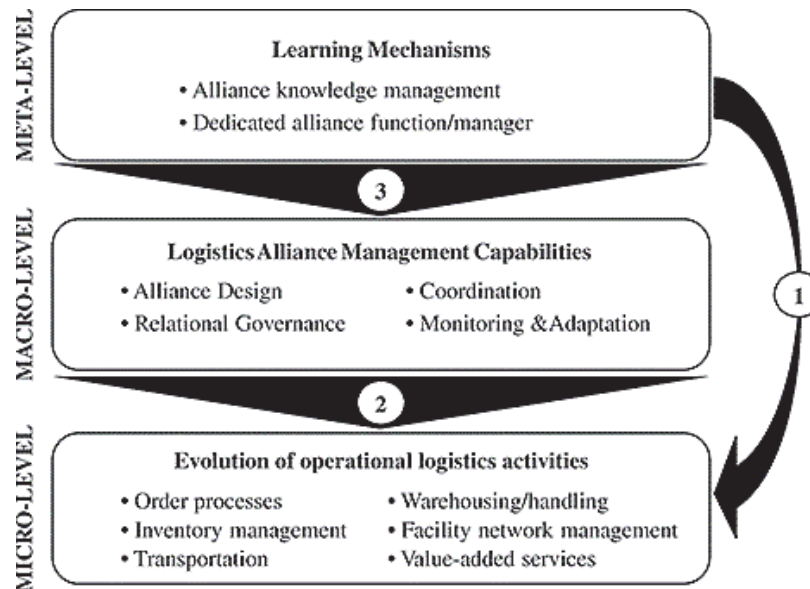 META-LEVEL
Learning Mechanisms
• Alliance knowledge management
• Dedicated alliance function/manager
3
MACRO-LEVEL
Logistics Alliance Management Capabilities
• Alliance Design
• Coordination
• Relational Governance
• Monitoring &Adaptation
1
2
MICRO-LEVEL
Evolution of operational logistics activities
• Order processes
• Warehousing/handling
• Inventory management
• Facility network management
• Transportation
• Value-added services